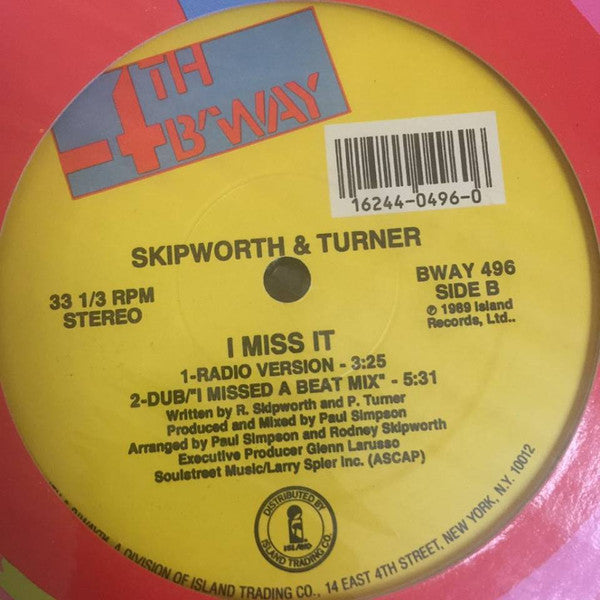 4TH
B'WAY
16244-0496-0
SKIPWORTH & TURNER
33 1/3 RPM
STEREO
BWAY 496
SIDE B
℗ 1989 Island
Records, Ltd..
I MISS IT
1-RADIO VERSION - 3:25
2-DUB/"I MISSED A BEAT MIX" - 5:31
Written by R. Skipworth and P. Turner
Produced and Mixed by Paul Simpson
Arranged by Paul Simpson and Rodney Skipworth
Executive Producer Glenn Larusso
Soulstreet Music/Larry Spier Inc. (ASCAP)
DISTRIBUTED BY
ISLAND
ISLAND TRADING CO.
B'WAY™, A DIVISION OF ISLAND TRADING CO., 14 EAST 4TH STREET, NEW YORK, N.Y. 10012